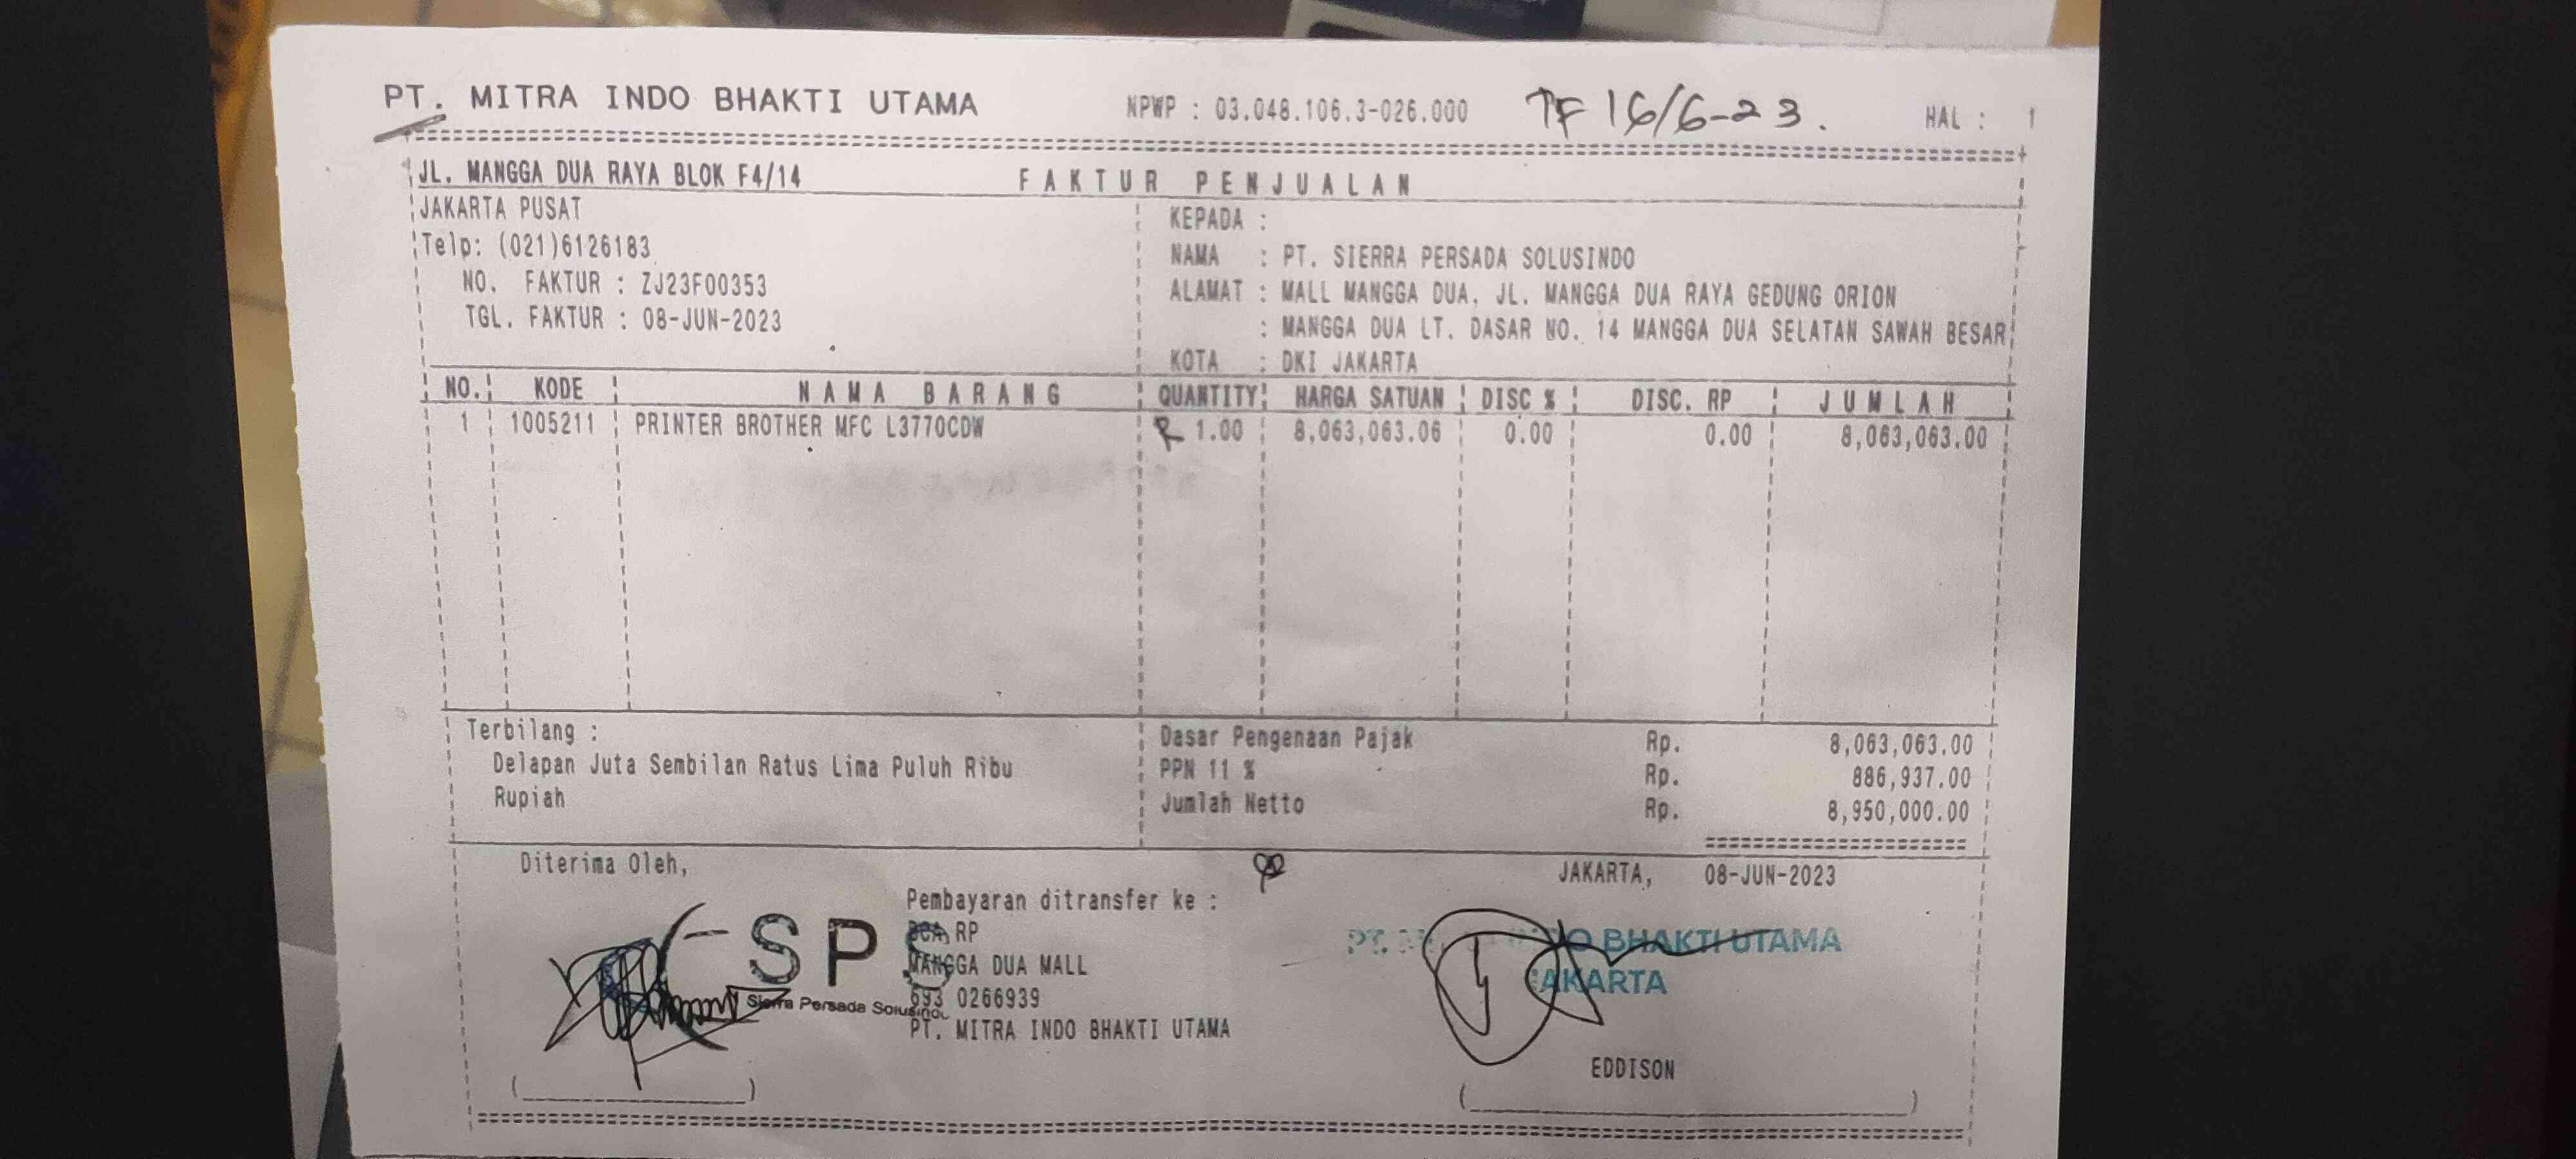 PT. MITRA INDO BHAKTI UTAMA NPWP : 03.048.106.3-026.000 TF 16/6-23. HAL : 1
JL. MANGGA DUA RAYA BLOK F4/14 FAKTUR PENJUALAN
JAKARTA PUSAT
Telp: (021)6126183
NO. FAKTUR : ZJ23F00353
TGL. FAKTUR : 08-JUN-2023
KEPADA :
NAMA : PT. SIERRA PERSADA SOLUSINDO
ALAMAT : MALL MANGGA DUA, JL. MANGGA DUA RAYA GEDUNG ORION
: MANGGA DUA LT. DASAR NO. 14 MANGGA DUA SELATAN SAWAH BESAR
KOTA : DKI JAKARTA
NO. KODE NAMA BARANG QUANTITY HARGA SATUAN DISC % DISC. RP JUMLAH
1 1005211 PRINTER BROTHER MFC L3770CDW 1.00 8,063,063.06 0.00 0.00 8,063,063.00
Terbilang :
Delapan Juta Sembilan Ratus Lima Puluh Ribu
Rupiah
Dasar Pengenaan Pajak Rp. 8,063,063.00
PPN 11 % Rp. 886,937.00
Jumlah Netto Rp. 8,950,000.00
Diterima Oleh,
SPS
Sierra Persada Solusindo
Pembayaran ditransfer ke :
BCA RP
MANGGA DUA MALL
693 0266939
PT. MITRA INDO BHAKTI UTAMA
JAKARTA, 08-JUN-2023
PT. INDO BHAKTI UTAMA
JAKARTA
EDDISON